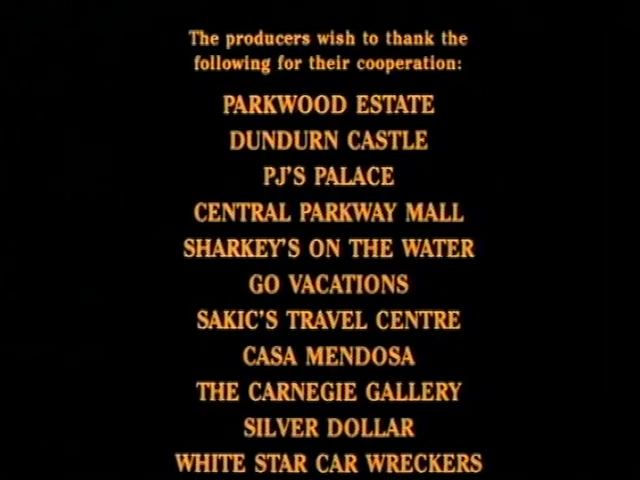 The producers wish to thank the
following for their cooperation:
PARKWOOD ESTATE
DUNDURN CASTLE
PJ'S PALACE
CENTRAL PARKWAY MALL
SHARKEY'S ON THE WATER
GO VACATIONS
SAKIC'S TRAVEL CENTRE
CASA MENDOSA
THE CARNEGIE GALLERY
SILVER DOLLAR
WHITE STAR CAR WRECKERS